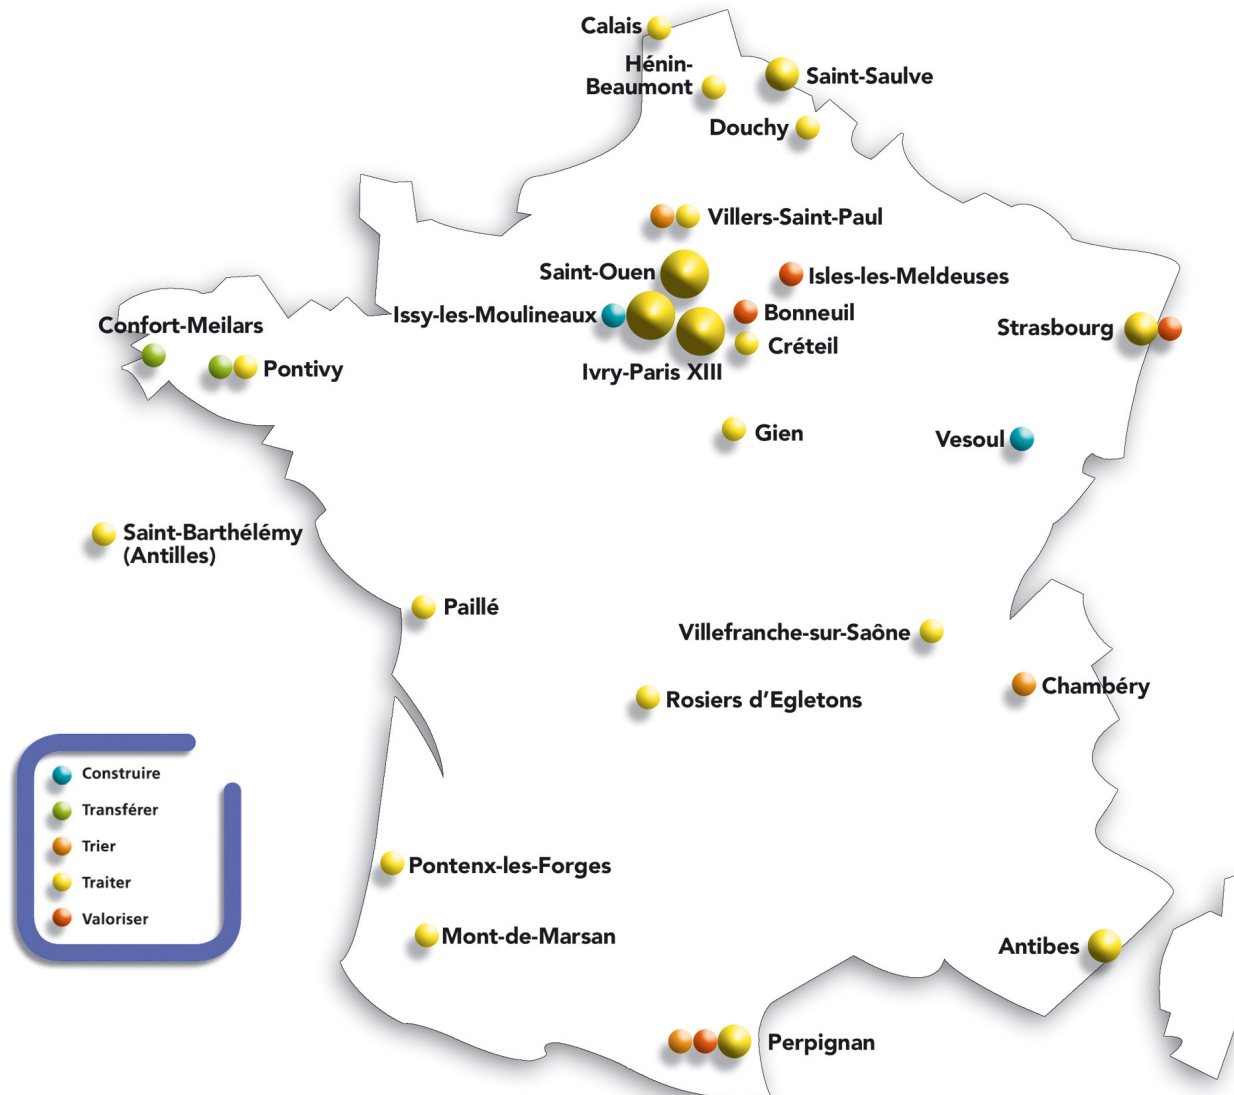 Calais
Hénin-
Beaumont
Saint-Saulve
Douchy
Villers-Saint-Paul
Saint-Ouen
Isles-les-Meldeuses
Issy-les-Moulineaux
Bonneuil
Confort-Meilars
Strasbourg
Créteil
Pontivy
Ivry-Paris XIII
Gien
Vesoul
Saint-Barthélémy
(Antilles)
Paillé
Villefranche-sur-Saône
Chambéry
Rosiers d’Egletons
Construire
Transférer
Trier
Traiter
Valoriser
Pontenx-les-Forges
Mont-de-Marsan
Antibes
Perpignan